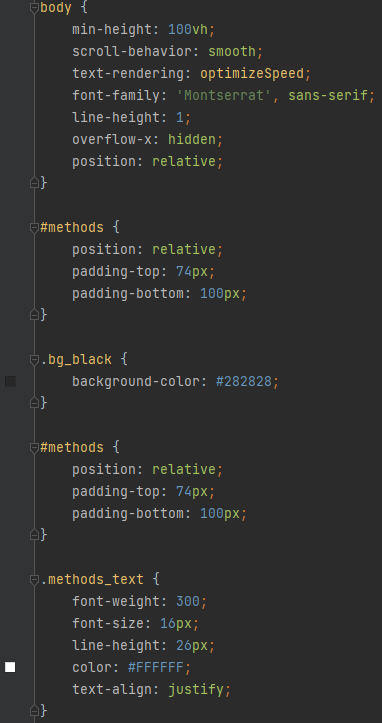 body {
    min-height: 100vh;
    scroll-behavior: smooth;
    text-rendering: optimizeSpeed;
    font-family: 'Montserrat', sans-serif;
    line-height: 1;
    overflow-x: hidden;
    position: relative;
}

#methods {
    position: relative;
    padding-top: 74px;
    padding-bottom: 100px;
}

.bg_black {
    background-color: #282828;
}

#methods {
    position: relative;
    padding-top: 74px;
    padding-bottom: 100px;
}

.methods_text {
    font-weight: 300;
    font-size: 16px;
    line-height: 26px;
    color: #FFFFFF;
    text-align: justify;
}